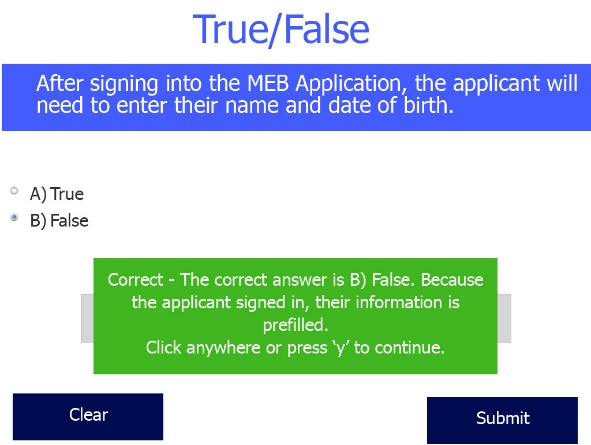 True/False
After signing into the MEB Application, the applicant will
need to enter their name and date of birth.
A) True
B) False
Correct - The correct answer is B) False. Because
the applicant signed in, their information is
prefilled.
Click anywhere or press ‘y’ to continue.
Clear
Submit